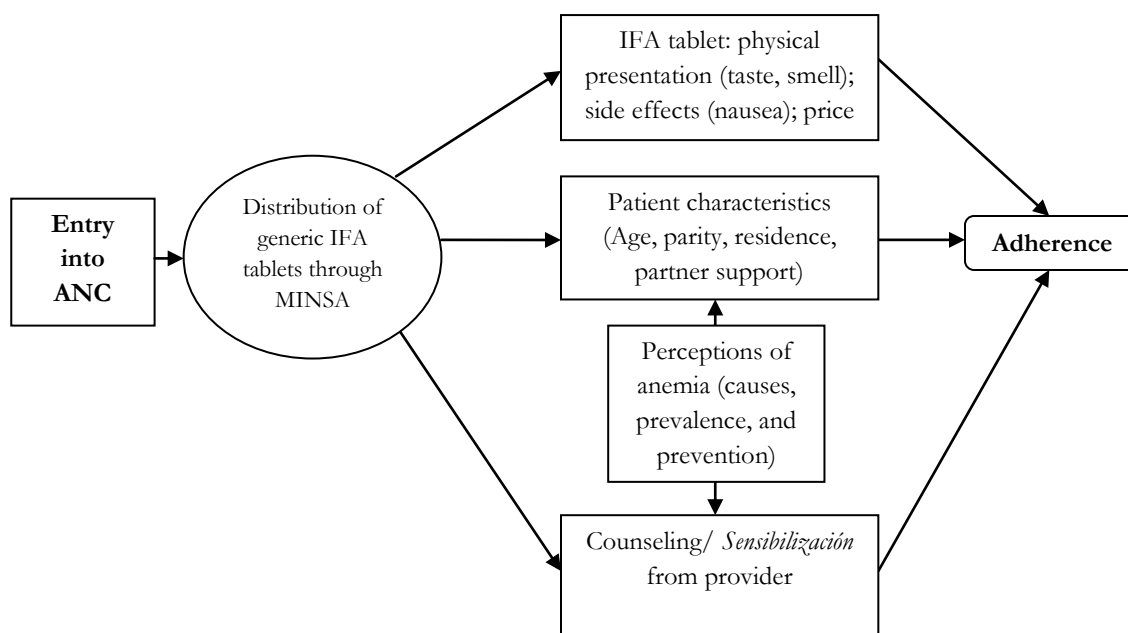 Entry
into
ANC
Distribution of
generic IFA
tablets through
MINSA
IFA tablet: physical
presentation (taste, smell);
side effects (nausea); price
Patient characteristics
(Age, parity, residence,
partner support)
Perceptions of
anemia (causes,
prevalence, and
prevention)
Counseling/ Sensibilización
from provider
Adherence